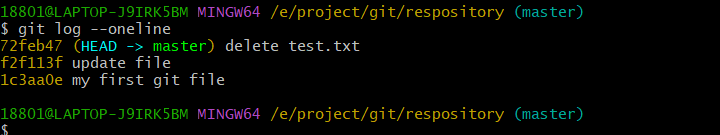 18801@LAPTOP-J9IRK5BM MINGW64 /e/project/git/respository (master)
$ git log --oneline
72feb47 (HEAD -> master) delete test.txt
f2f113f update file
1c3aa0e my first git file
18801@LAPTOP-J9IRK5BM MINGW64 /e/project/git/respository (master)
$